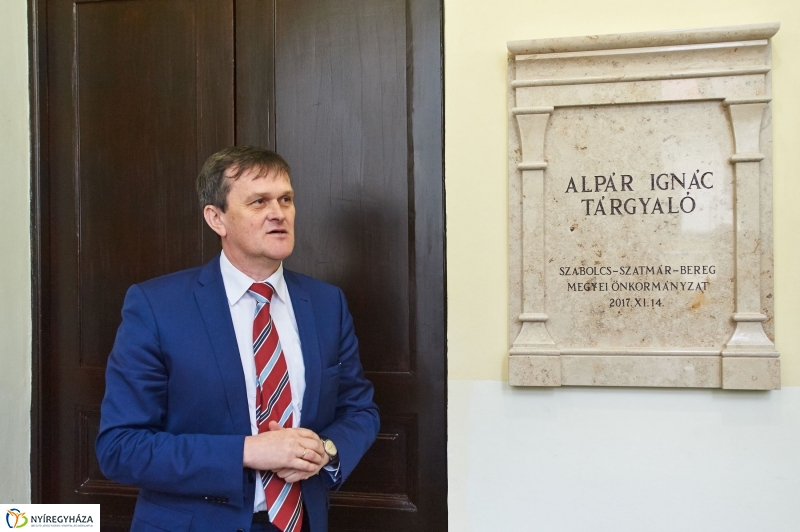 ALPÁR IGNÁC
TÁRGYALÓ
SZABOLCS-SZATMÁR-BEREG
MEGYEI ÖNKORMÁNYZAT
2017.XI.14.
NYÍREGYHÁZA